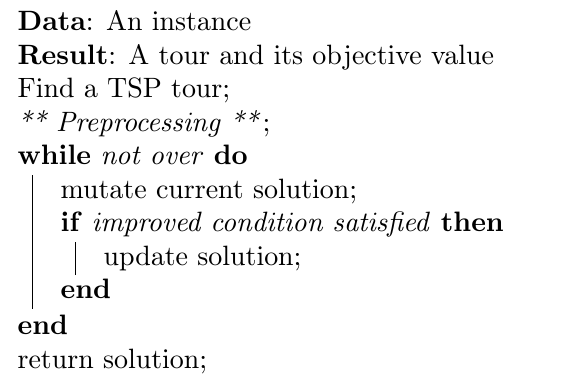 Data: An instance
Result: A tour and its objective value
Find a TSP tour;
** Preprocessing **;
while not over do
mutate current solution;
if improved condition satisfied then
update solution;
end
end
return solution;